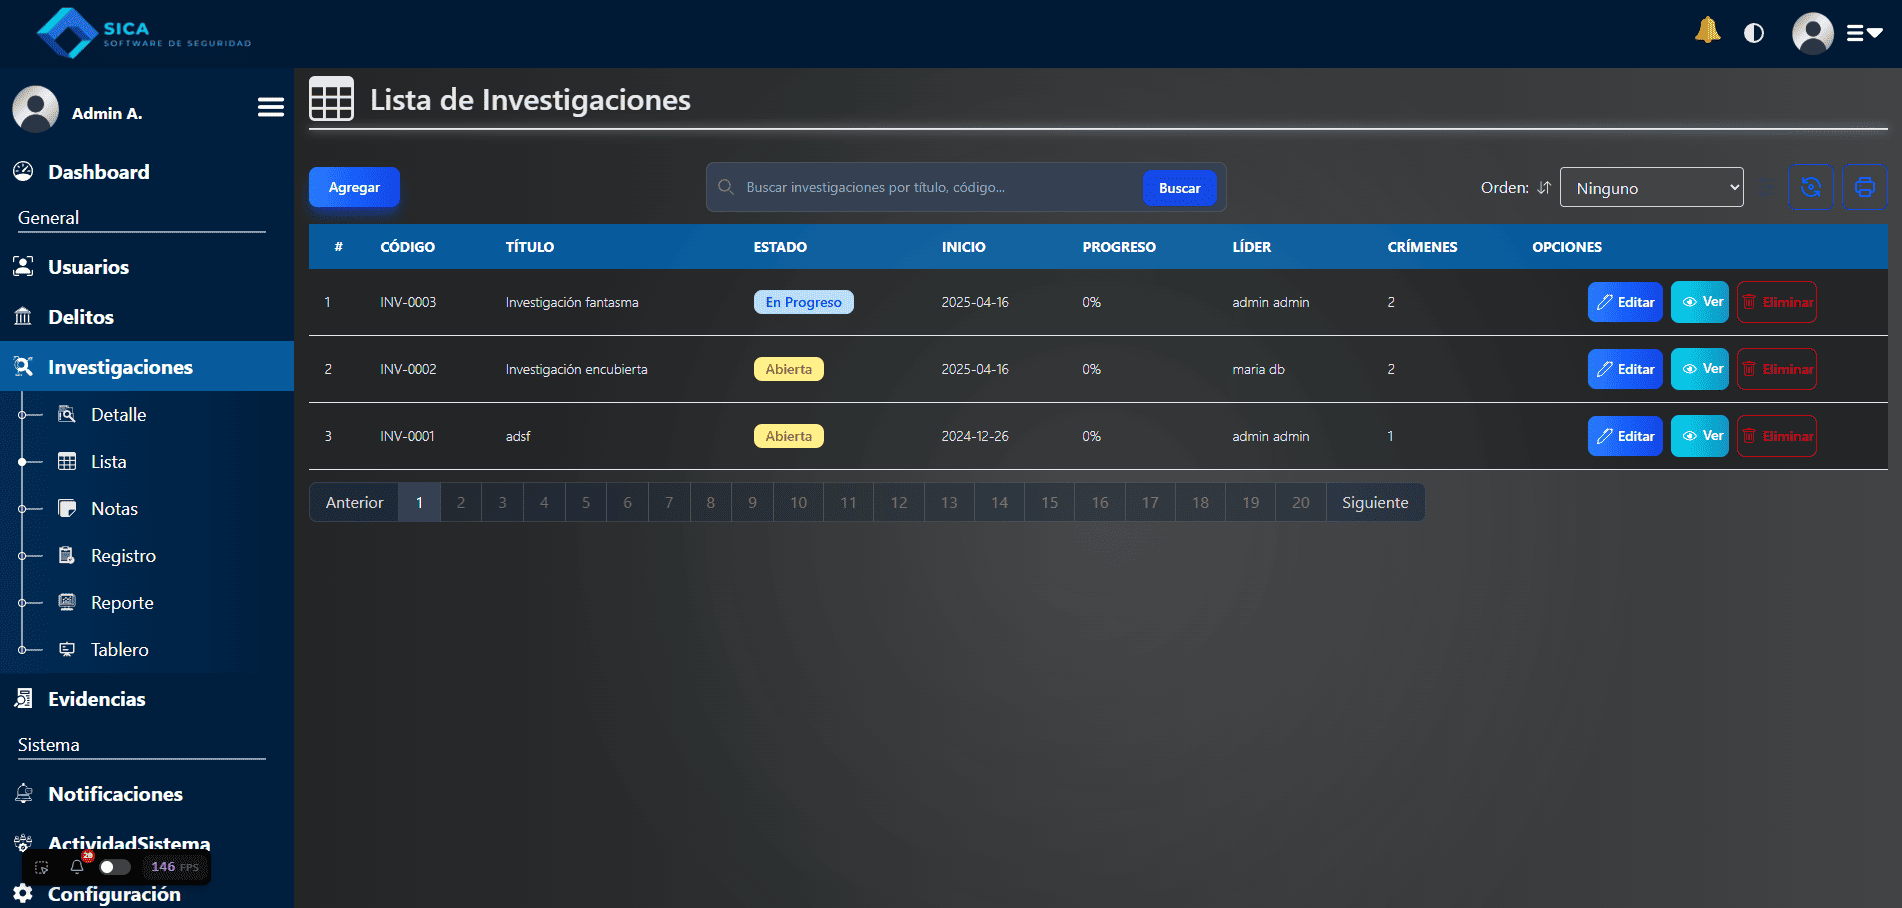 SICA
SOFTWARE DE SEGURIDAD
Admin A.
Dashboard
General
Usuarios
Delitos
Investigaciones
Detalle
Lista
Notas
Registro
Reporte
Tablero
Evidencias
Sistema
Notificaciones
ActividadSistema
20
146 FPS
Configuración
Lista de Investigaciones
Agregar
Buscar investigaciones por título, código...
Buscar
Orden:
Ninguno
# CÓDIGO TÍTULO ESTADO INICIO PROGRESO LÍDER CRÍMENES OPCIONES
1 INV-0003 Investigación fantasma En Progreso 2025-04-16 0% admin admin 2 Editar Ver Eliminar
2 INV-0002 Investigación encubierta Abierta 2025-04-16 0% maria db 2 Editar Ver Eliminar
3 INV-0001 adsf Abierta 2024-12-26 0% admin admin 1 Editar Ver Eliminar
Anterior 1 2 3 4 5 6 7 8 9 10 11 12 13 14 15 16 17 18 19 20 Siguiente